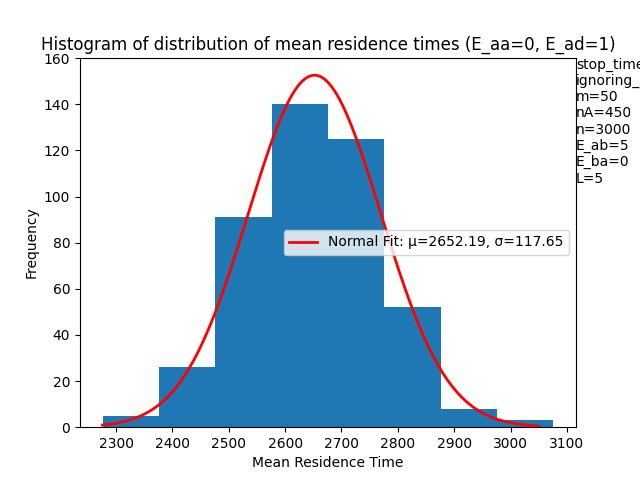 Histogram of distribution of mean residence times (E_aa=0, E_ad=1)
stop_time
ignoring_
m=50
nA=450
n=3000
E_ab=5
E_ba=0
L=5
160
140
120
100
80
60
40
20
0
Frequency
Normal Fit: μ=2652.19, σ=117.65
2300 2400 2500 2600 2700 2800 2900 3000 3100
Mean Residence Time